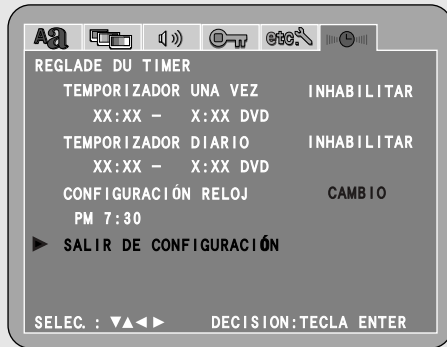 Aa etc.
REGLADE DU TIMER
TEMPORIZADOR UNA VEZ INHABILITAR
XX:XX – X:XX DVD
TEMPORIZADOR DIARIO INHABILITAR
XX:XX – X:XX DVD
CONFIGURACIÓN RELOJ CAMBIO
PM 7:30
▶ SALIR DE CONFIGURACIÓN
SELEC. : ▼▲◀ ▶ DECISION:TECLA ENTER